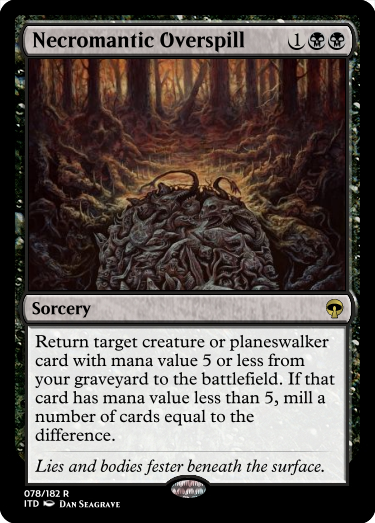 Necromantic Overspill 1
Sorcery
Return target creature or planeswalker
card with mana value 5 or less from
your graveyard to the battlefield. If that
card has mana value less than 5, mill a
number of cards equal to the
difference.
Lies and bodies fester beneath the surface.
078/182 R
ITD Dan Seagrave